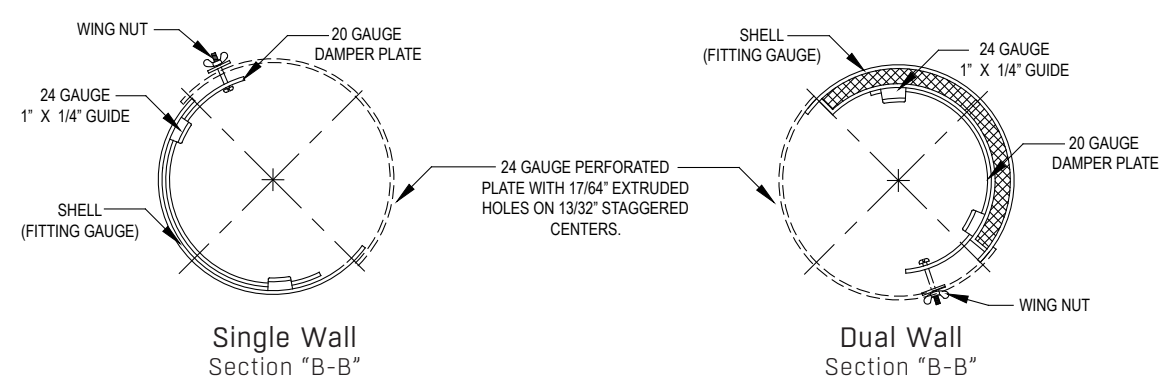 WING NUT
20 GAUGE
DAMPER PLATE
24 GAUGE
1” X 1/4” GUIDE
SHELL
(FITTING GAUGE)
Single Wall
Section “B-B”
24 GAUGE PERFORATED
PLATE WITH 17/64” EXTRUDED
HOLES ON 13/32” STAGGERED
CENTERS.
SHELL
(FITTING GAUGE)
24 GAUGE
1” X 1/4” GUIDE
20 GAUGE
DAMPER PLATE
WING NUT
Dual Wall
Section “B-B”